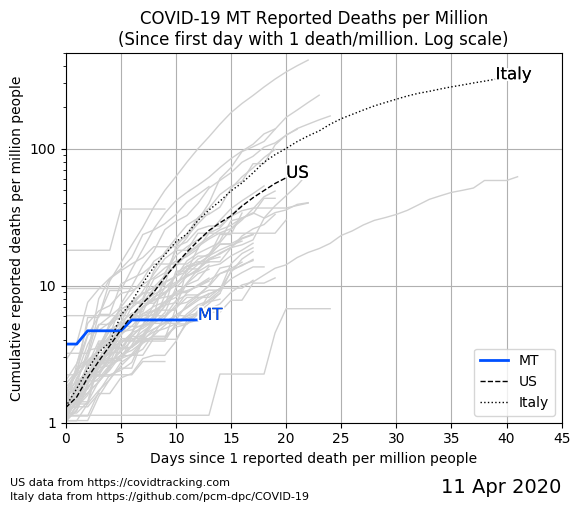 COVID-19 MT Reported Deaths per Million
(Since first day with 1 death/million. Log scale)
Cumulative reported deaths per million people
100
10
1
Italy
US
MT
MT
US
Italy
0 5 10 15 20 25 30 35 40 45
Days since 1 reported death per million people
US data from https://covidtracking.com
Italy data from https://github.com/pcm-dpc/COVID-19
11 Apr 2020